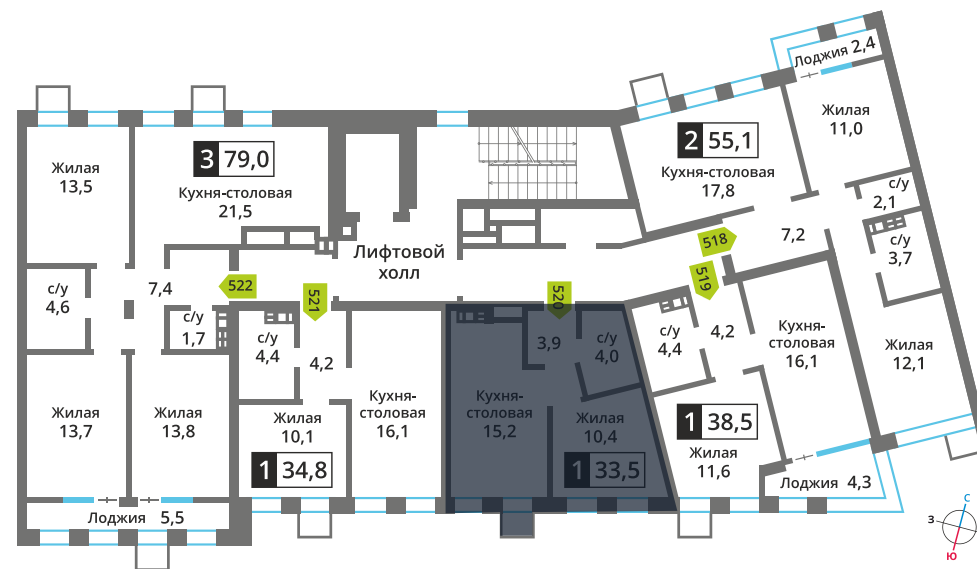 Лоджия 2,4
Жилая
11,0
2 55,1
Кухня-столовая
17,8
с/у
2,1
7,2
с/у
3,7
Жилая
12,1
Жилая
13,5
3 79,0
Кухня-столовая
21,5
Лифтовой
холл
518
519
520
521
522
с/у
4,6
7,4
с/у
1,7
Жилая
13,7
Жилая
13,8
Лоджия 5,5
с/у
4,4
4,2
Жилая
10,1
1 34,8
Кухня-
столовая
16,1
3,9
с/у
4,0
Кухня-
столовая
15,2
Жилая
10,4
1 33,5
с/у
4,4
4,2
Кухня-
столовая
16,1
1 38,5
Жилая
11,6
Лоджия 4,3
С
З
Ю